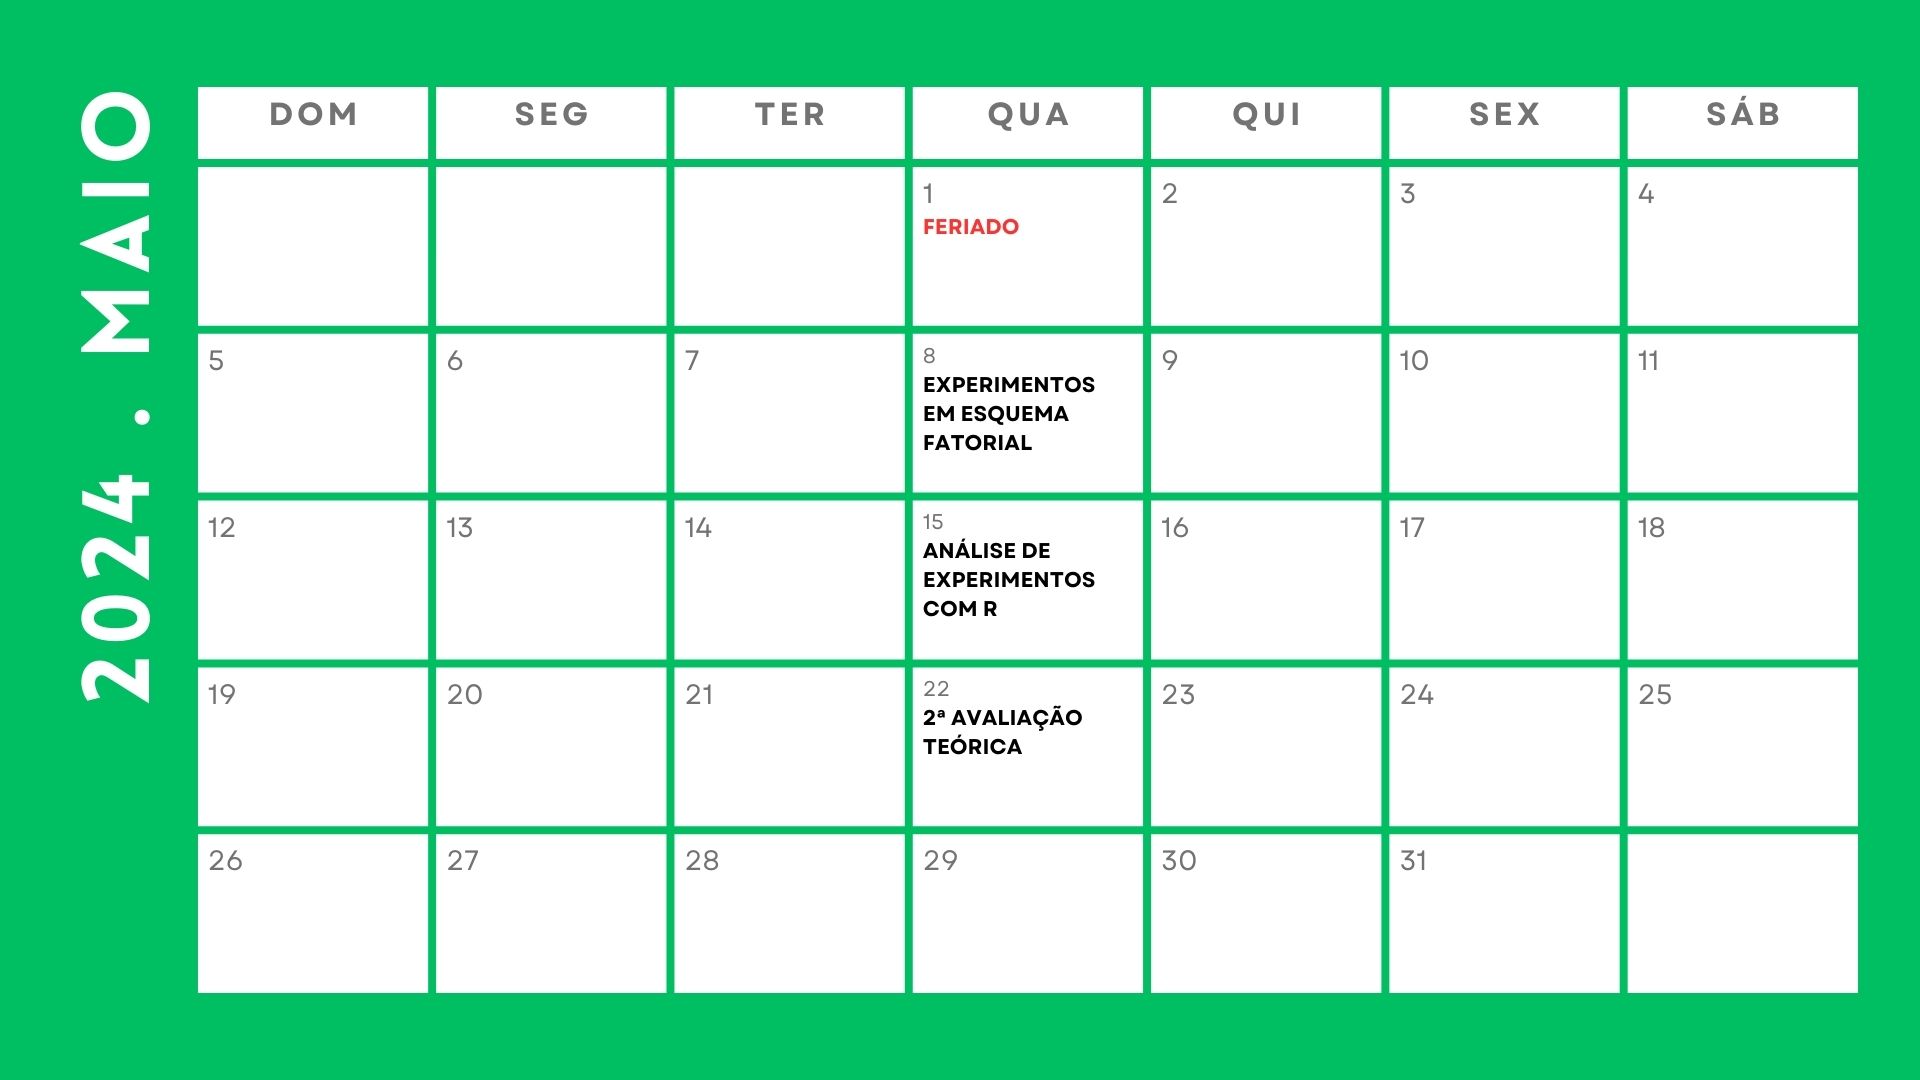 2024 . MAIO
DOM SEG TER QUA QUI SEX SÁB
1 2 3 4
FERIADO
5 6 7 8 9 10 11
EXPERIMENTOS
EM ESQUEMA
FATORIAL
12 13 14 15 16 17 18
ANÁLISE DE
EXPERIMENTOS
COM R
19 20 21 22 23 24 25
2ª AVALIAÇÃO
TEÓRICA
26 27 28 29 30 31